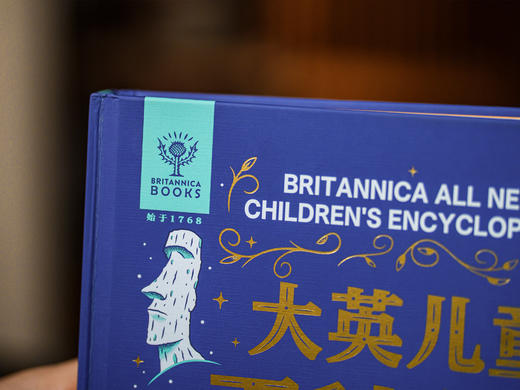 BRITANNICA
BOOKS
始于1768
BRITANNICA ALL NE
CHILDREN'S ENCYCLOP
大英儿童